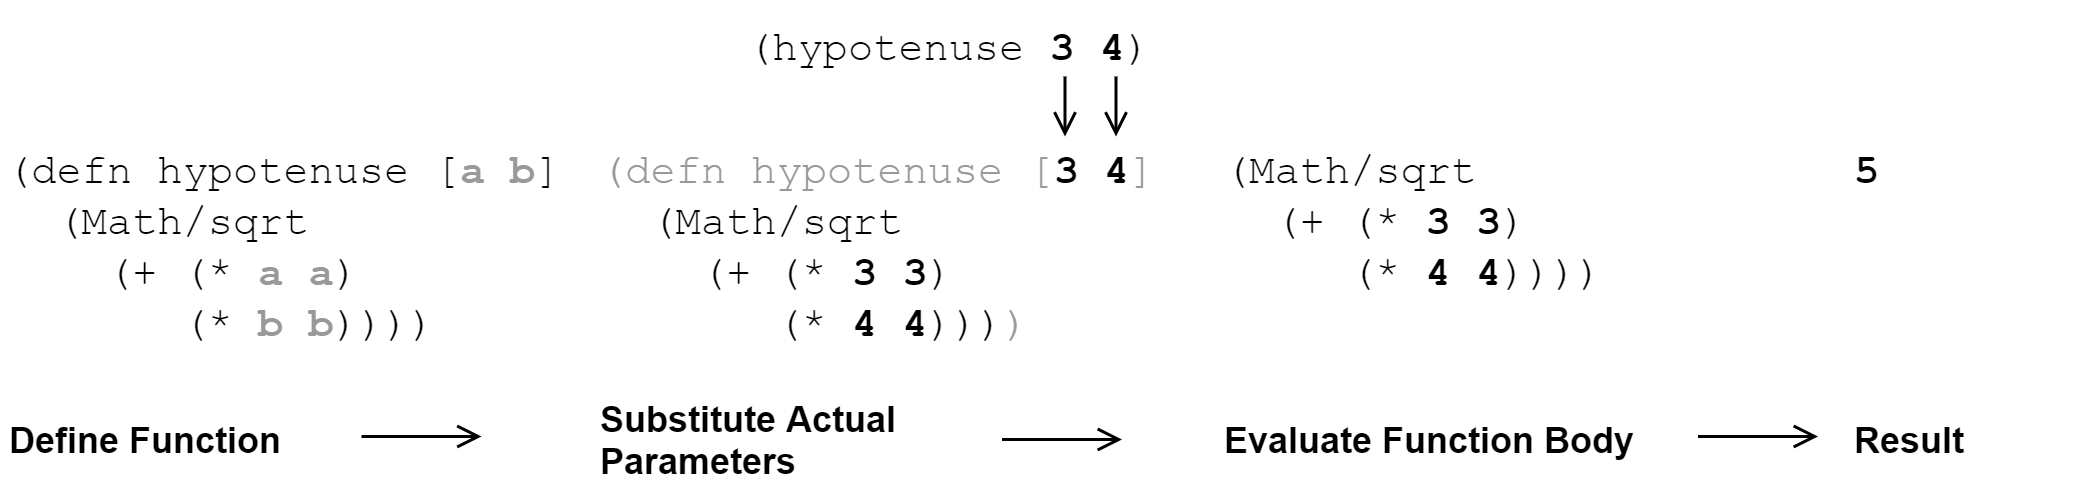 (hypotenuse 3 4)
(defn hypotenuse [a b]
(Math/sqrt
(+ (* a a)
(* b b))))
(defn hypotenuse [3 4]
(Math/sqrt
(+ (* 3 3)
(* 4 4))))
(Math/sqrt
(+ (* 3 3)
(* 4 4))))
5
Define Function
Substitute Actual
Parameters
Evaluate Function Body
Result